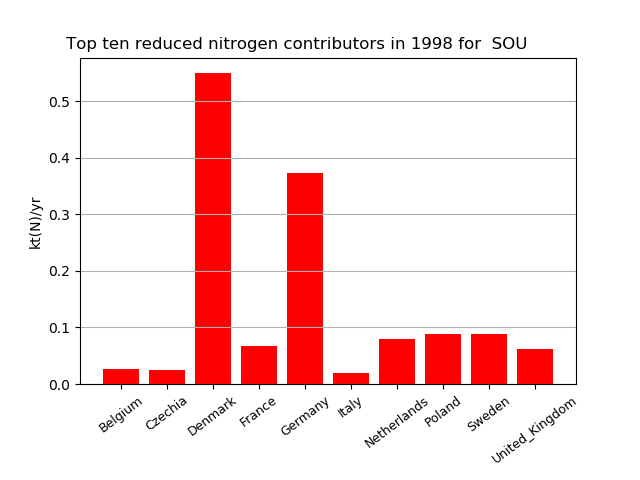 Top ten reduced nitrogen contributors in 1998 for  SOU
kt(N)/yr
0.5
0.4
0.3
0.2
0.1
0.0
Belgium
Czechia
Denmark
France
Germany
Italy
Netherlands
Poland
Sweden
United_Kingdom